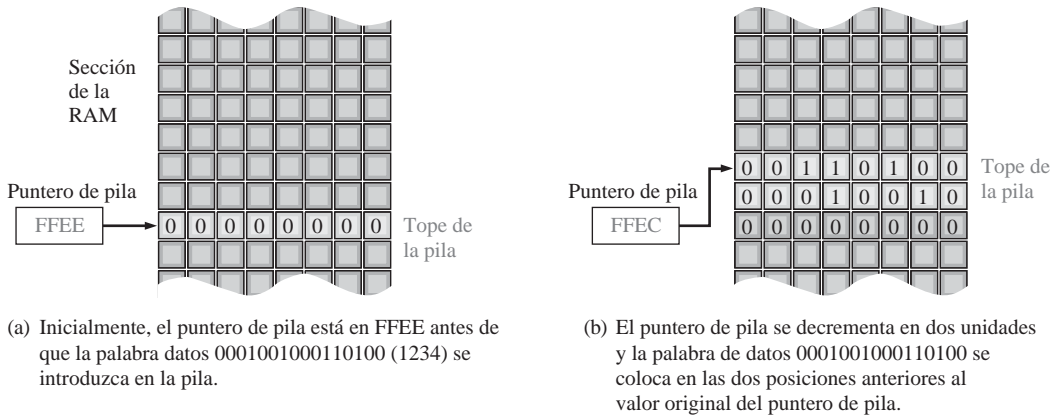 Sección
de la
RAM
Puntero de pila
FFEE
0 0 0 0 0 0 0 0
Tope de
la pila
(a) Inicialmente, el puntero de pila está en FFEE antes de
que la palabra datos 0001001000110100 (1234) se
introduzca en la pila.
Puntero de pila
FFEC
0 0 1 1 0 1 0 0
0 0 0 1 0 0 1 0
0 0 0 0 0 0 0 0
Tope de
la pila
(b) El puntero de pila se decrementa en dos unidades
y la palabra de datos 0001001000110100 se
coloca en las dos posiciones anteriores al
valor original del puntero de pila.